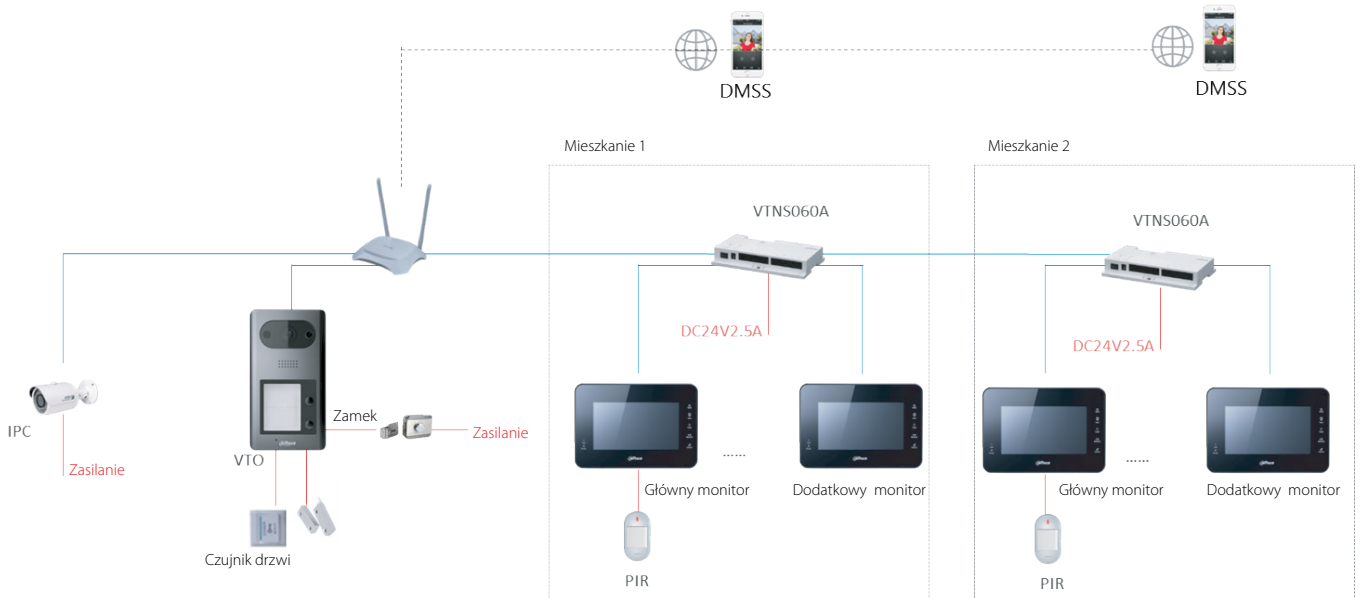 DMSS
DMSS
Mieszkanie 1
Mieszkanie 2
VTNS060A
VTNS060A
DC24V2.5A
DC24V2.5A
IPC
Zasilanie
VTO
Zamek
Zasilanie
Czujnik drzwi
......
Główny monitor
Dodatkowy monitor
PIR
......
Główny monitor
Dodatkowy monitor
PIR